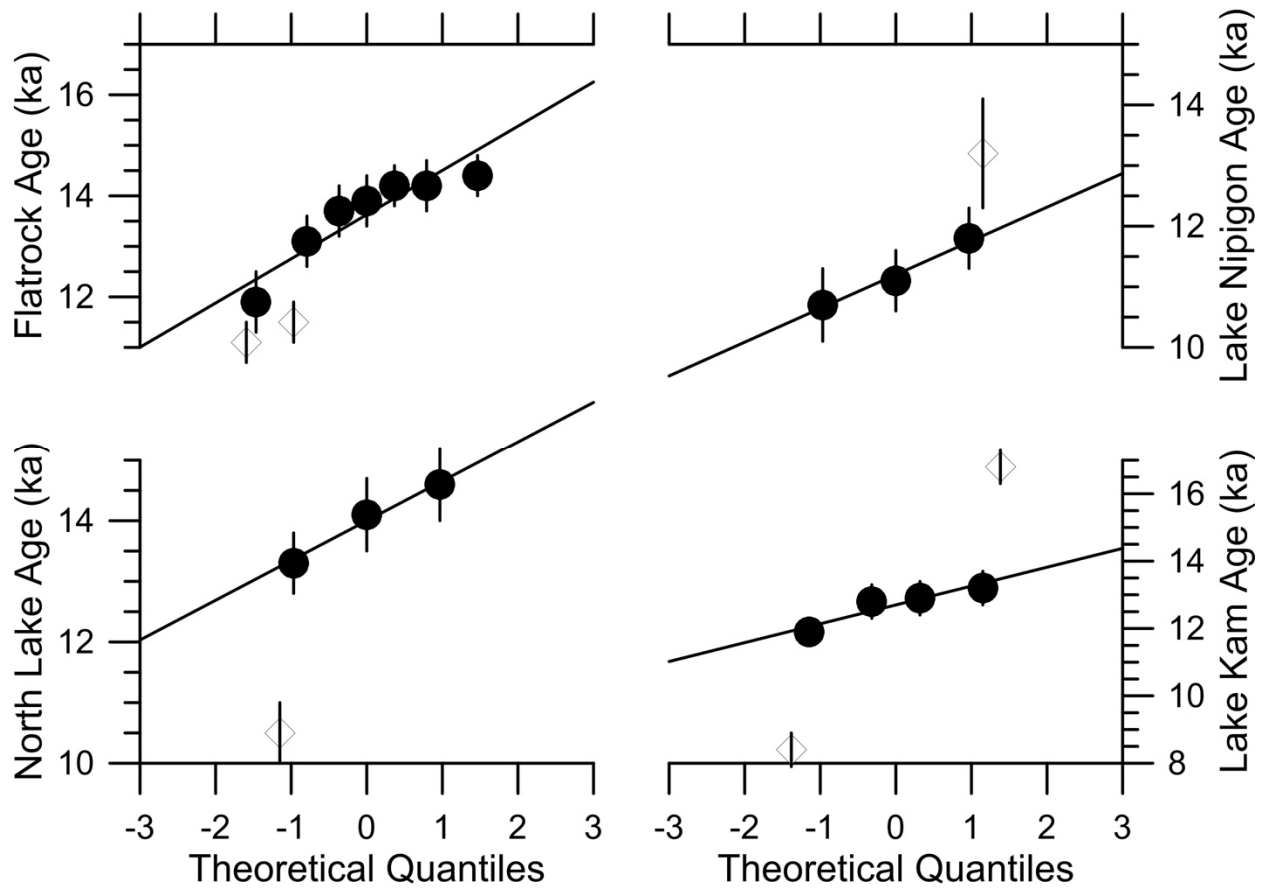 Flatrock Age (ka)
16
14
12
Lake Nipigon Age (ka)
14
12
10
North Lake Age (ka)
14
12
10
Lake Kam Age (ka)
16
14
12
10
8
-3 -2 -1 0 1 2 3
-3 -2 -1 0 1 2 3
Theoretical Quantiles
Theoretical Quantiles